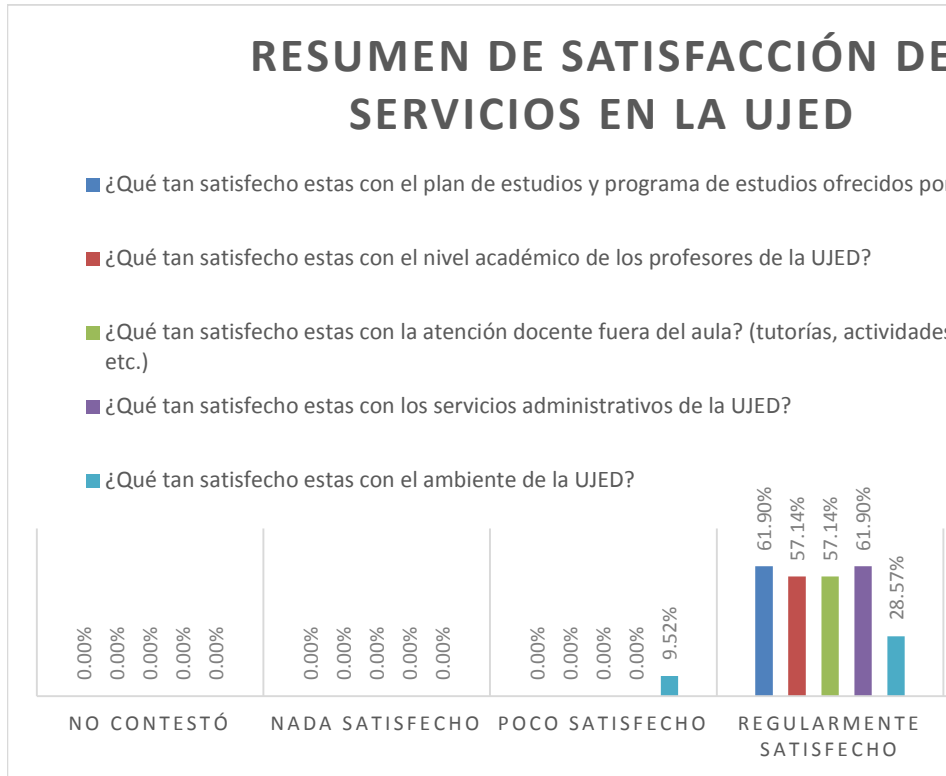 RESUMEN DE SATISFACCIÓN DE
SERVICIOS EN LA UJED
¿Qué tan satisfecho estas con el plan de estudios y programa de estudios ofrecidos por
¿Qué tan satisfecho estas con el nivel académico de los profesores de la UJED?
¿Qué tan satisfecho estas con la atención docente fuera del aula? (tutorías, actividades
etc.)
¿Qué tan satisfecho estas con los servicios administrativos de la UJED?
¿Qué tan satisfecho estas con el ambiente de la UJED?
0.00% 0.00% 0.00% 0.00% 0.00%
0.00% 0.00% 0.00% 0.00% 0.00%
0.00% 0.00% 0.00% 0.00% 9.52%
61.90% 57.14% 57.14% 61.90% 28.57%
NO CONTESTÓ
NADA SATISFECHO
POCO SATISFECHO
REGULARMENTE
SATISFECHO